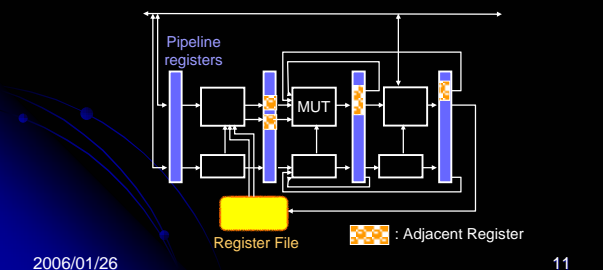 Pipeline
registers
MUT
Register File
: Adjacent Register
2006/01/26
11